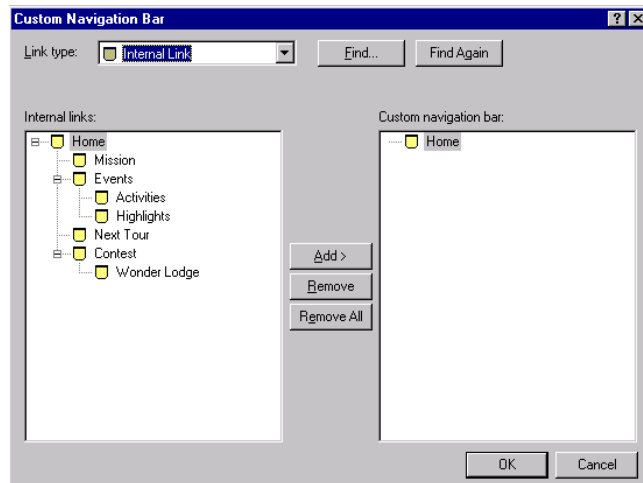 Custom Navigation Bar
Link type: Internal Link Find... Find Again
Internal links: Custom navigation bar:
Home Home
Mission
Events
Activities
Highlights
Next Tour
Contest
Wonder Lodge
Add >
Remove
Remove All
OK Cancel